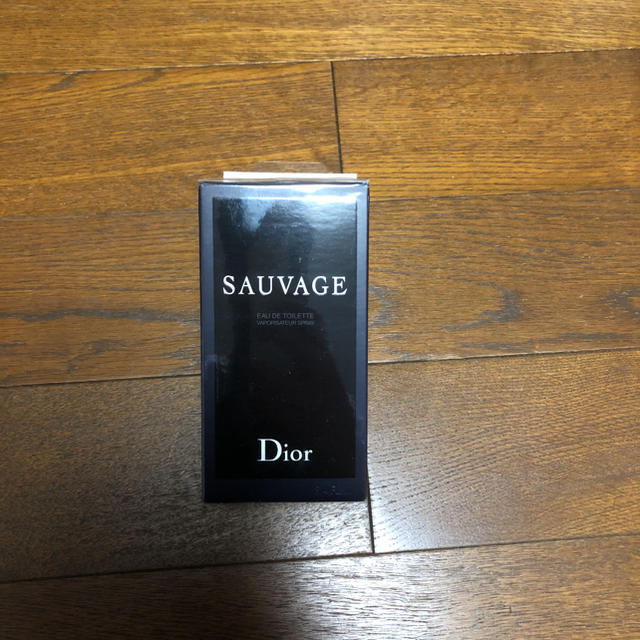 SAUVAGE
EAU DE TOILETTE
VAPORISATEUR SPRAY
Dior